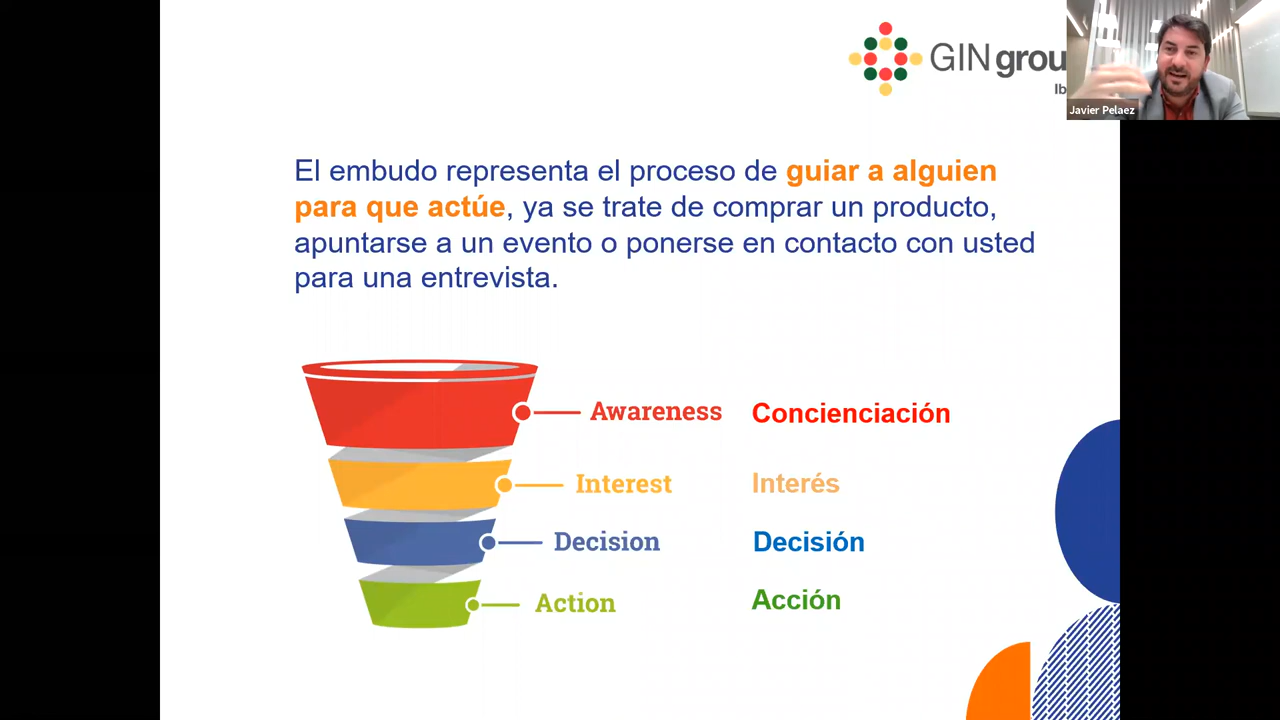 GINgrou
Ib
Javier Pelaez
El embudo representa el proceso de guiar a alguien
para que actúe, ya se trate de comprar un producto,
apuntarse a un evento o ponerse en contacto con usted
para una entrevista.
Awareness Concienciación
Interest Interés
Decision Decisión
Action Acción